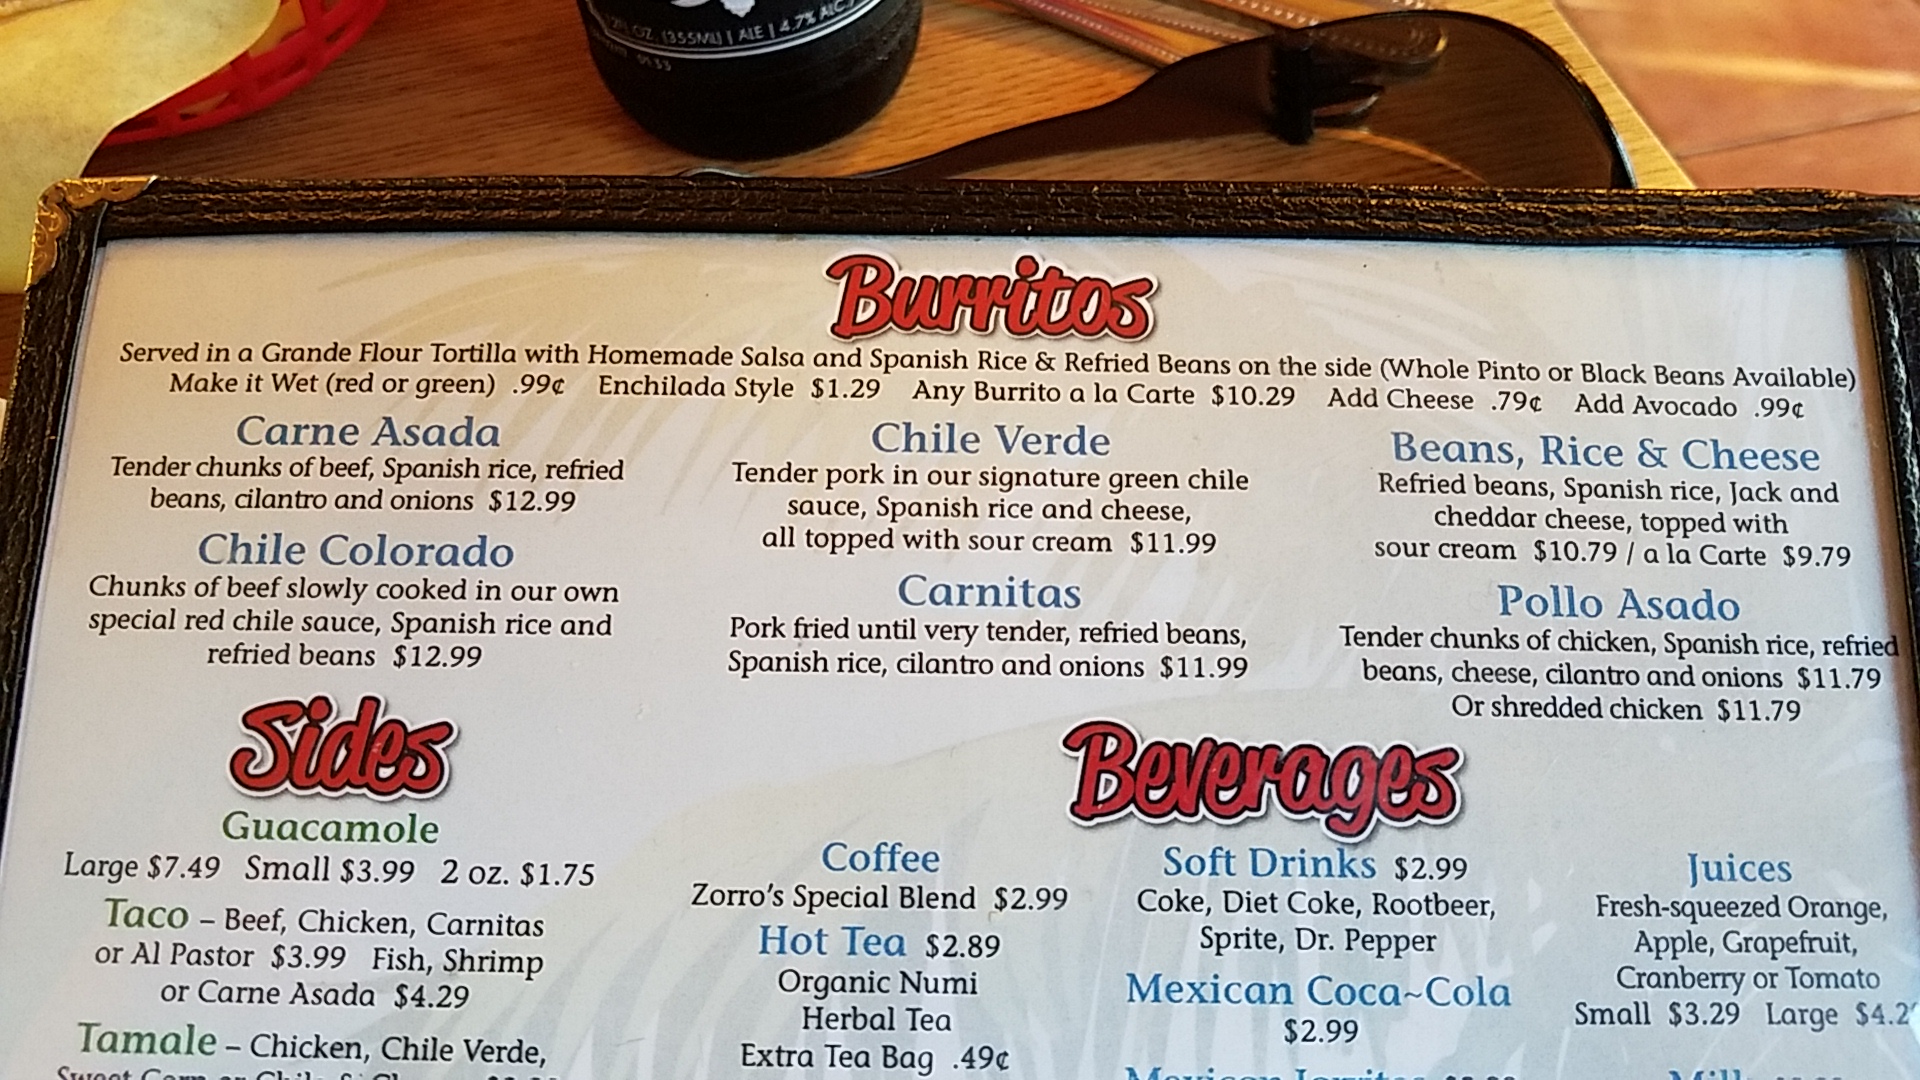 12 FL OZ. (355ML) | ALE | 4.7% ALC.
Burritos
Served in a Grande Flour Tortilla with Homemade Salsa and Spanish Rice & Refried Beans on the side (Whole Pinto or Black Beans Available)
Make it Wet (red or green) .99¢ Enchilada Style $1.29 Any Burrito a la Carte $10.29 Add Cheese .79¢ Add Avocado .99¢
Carne Asada
Tender chunks of beef, Spanish rice, refried
beans, cilantro and onions $12.99
Chile Colorado
Chunks of beef slowly cooked in our own
special red chile sauce, Spanish rice and
refried beans $12.99
Chile Verde
Tender pork in our signature green chile
sauce, Spanish rice and cheese,
all topped with sour cream $11.99
Carnitas
Pork fried until very tender, refried beans,
Spanish rice, cilantro and onions $11.99
Beans, Rice & Cheese
Refried beans, Spanish rice, Jack and
cheddar cheese, topped with
sour cream $10.79 / a la Carte $9.79
Pollo Asado
Tender chunks of chicken, Spanish rice, refried
beans, cheese, cilantro and onions $11.79
Or shredded chicken $11.79
Sides
Guacamole
Large $7.49 Small $3.99 2 oz. $1.75
Taco – Beef, Chicken, Carnitas
or Al Pastor $3.99 Fish, Shrimp
or Carne Asada $4.29
Tamale – Chicken, Chile Verde,
Beverages
Coffee
Zorro's Special Blend $2.99
Hot Tea $2.89
Organic Numi
Herbal Tea
Extra Tea Bag .49¢
Soft Drinks $2.99
Coke, Diet Coke, Rootbeer,
Sprite, Dr. Pepper
Mexican Coca~Cola
$2.99
Juices
Fresh-squeezed Orange,
Apple, Grapefruit,
Cranberry or Tomato
Small $3.29 Large